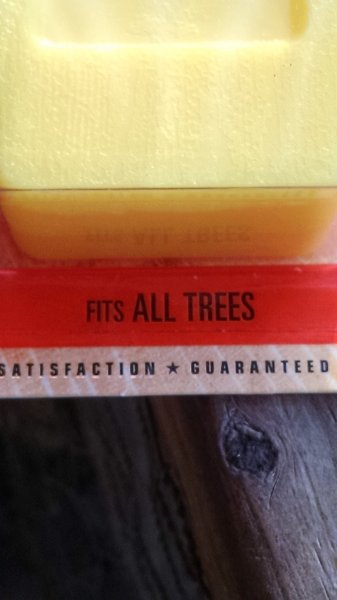 FITS ALL TREES
SATISFACTION ★ GUARANTEED